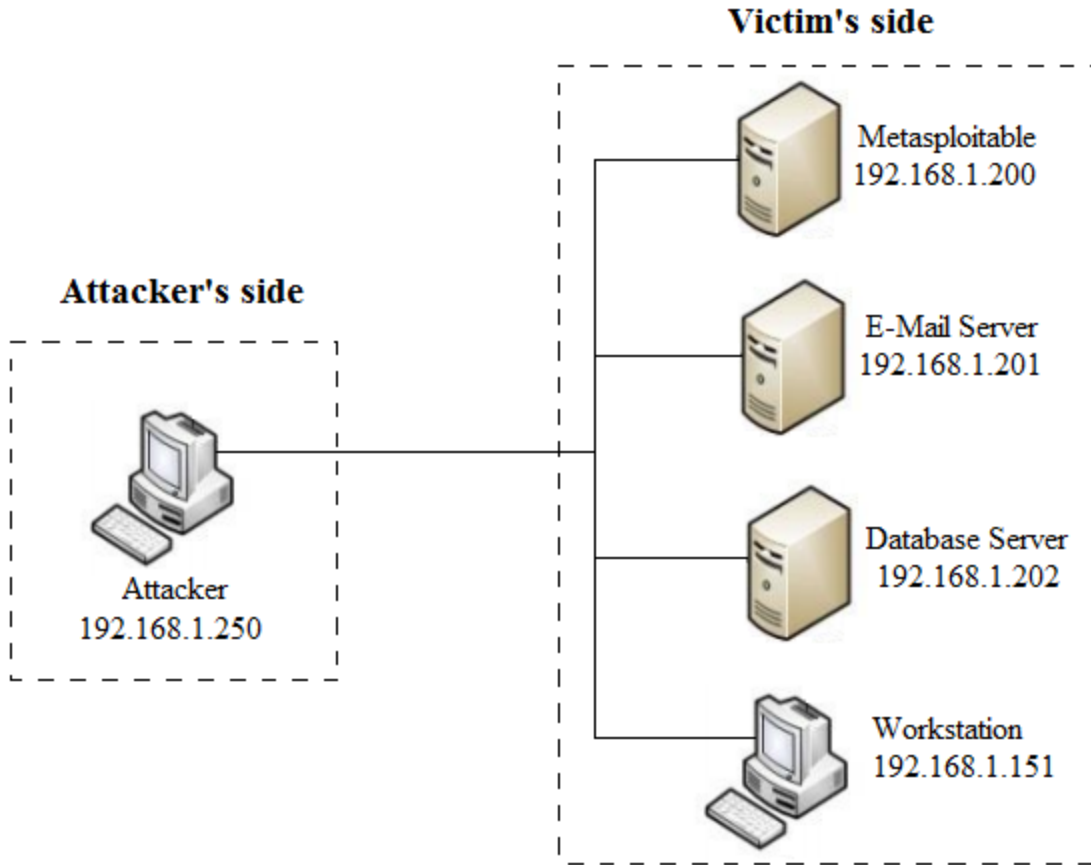 Victim's side
Metasploitable
192.168.1.200
E-Mail Server
192.168.1.201
Database Server
192.168.1.202
Workstation
192.168.1.151
Attacker's side
Attacker
192.168.1.250